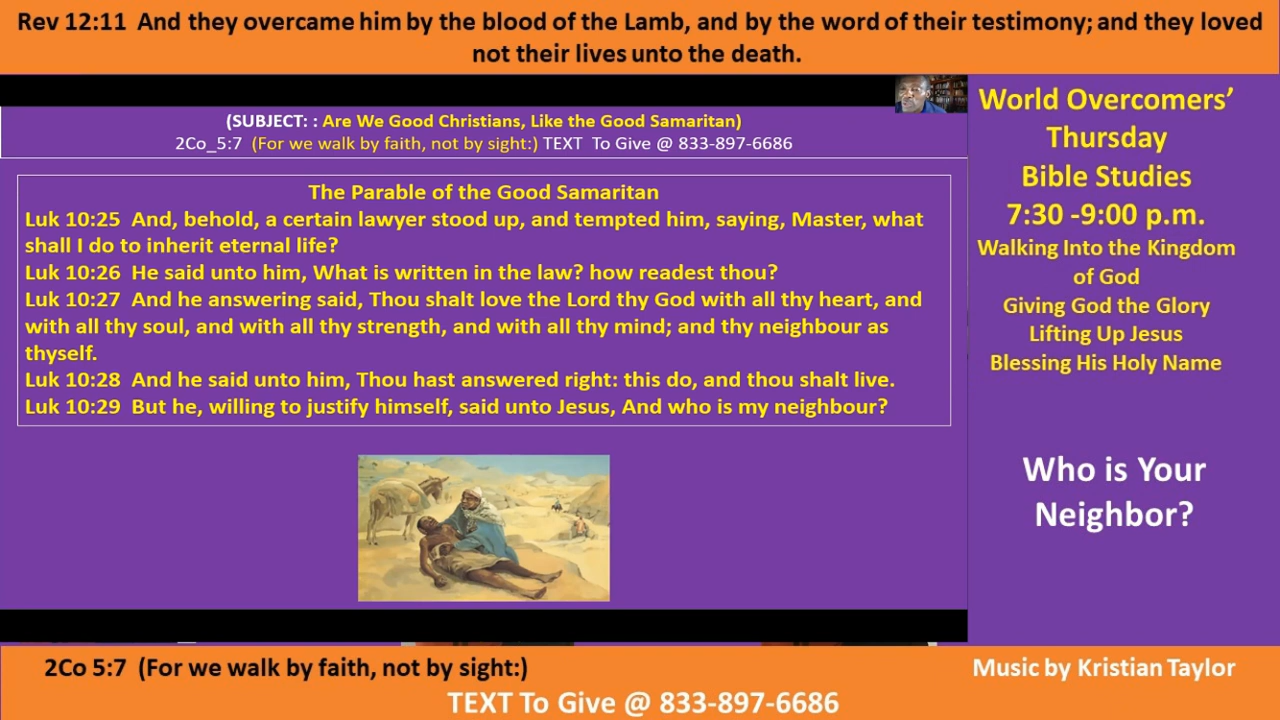 Rev 12:11  And they overcame him by the blood of the Lamb, and by the word of their testimony; and they loved
not their lives unto the death.
(SUBJECT: : Are We Good Christians, Like the Good Samaritan)
2Co_5:7  (For we walk by faith, not by sight:) TEXT  To Give @ 833-897-6686
The Parable of the Good Samaritan
Luk 10:25  And, behold, a certain lawyer stood up, and tempted him, saying, Master, what
shall I do to inherit eternal life?
Luk 10:26  He said unto him, What is written in the law? how readest thou?
Luk 10:27  And he answering said, Thou shalt love the Lord thy God with all thy heart, and
with all thy soul, and with all thy strength, and with all thy mind; and thy neighbour as
thyself.
Luk 10:28  And he said unto him, Thou hast answered right: this do, and thou shalt live.
Luk 10:29  But he, willing to justify himself, said unto Jesus, And who is my neighbour?
World Overcomers’
Thursday
Bible Studies
7:30 -9:00 p.m.
Walking Into the Kingdom
of God
Giving God the Glory
Lifting Up Jesus
Blessing His Holy Name
Who is Your
Neighbor?
2Co 5:7  (For we walk by faith, not by sight:)
Music by Kristian Taylor
TEXT To Give @ 833-897-6686